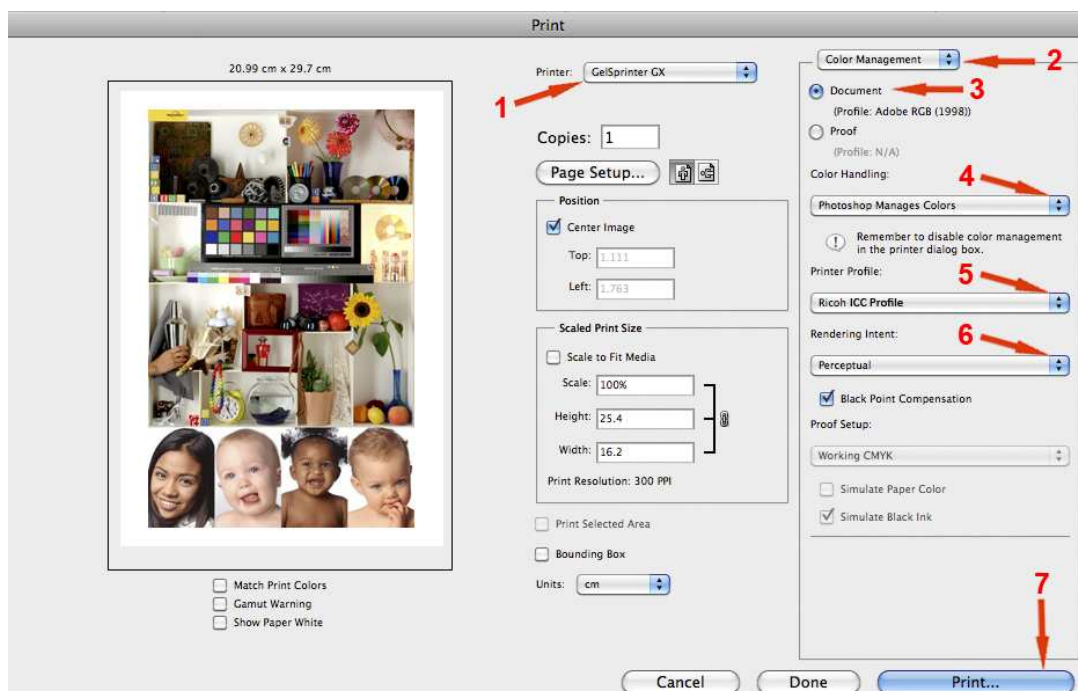 Print
20.99 cm x 29.7 cm
Printer: GelSprinter GX
1
Copies: 1
Page Setup...
Position
Center Image
Top: 1.111
Left: 1.763
Scaled Print Size
Scale to Fit Media
Scale: 100%
Height: 25.4
Width: 16.2
Print Resolution: 300 PPI
Print Selected Area
Bounding Box
Units: cm
Match Print Colors
Gamut Warning
Show Paper White
Color Management
2
Document
3
(Profile: Adobe RGB (1998))
Proof
(Profile: N/A)
Color Handling:
4
Photoshop Manages Colors
Remember to disable color management
in the printer dialog box.
Printer Profile:
5
Ricoh ICC Profile
Rendering Intent:
6
Perceptual
Black Point Compensation
Proof Setup:
Working CMYK
Simulate Paper Color
Simulate Black Ink
7
Cancel
Done
Print...